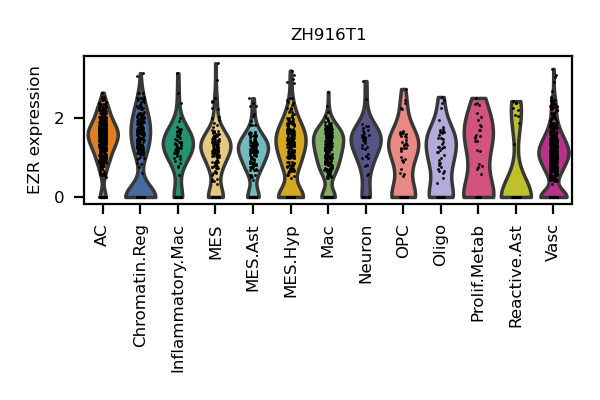 ZH916T1
EZR expression
2
0
AC
Chromatin.Reg
Inflammatory.Mac
MES
MES.Ast
MES.Hyp
Mac
Neuron
OPC
Oligo
Prolif.Metab
Reactive.Ast
Vasc